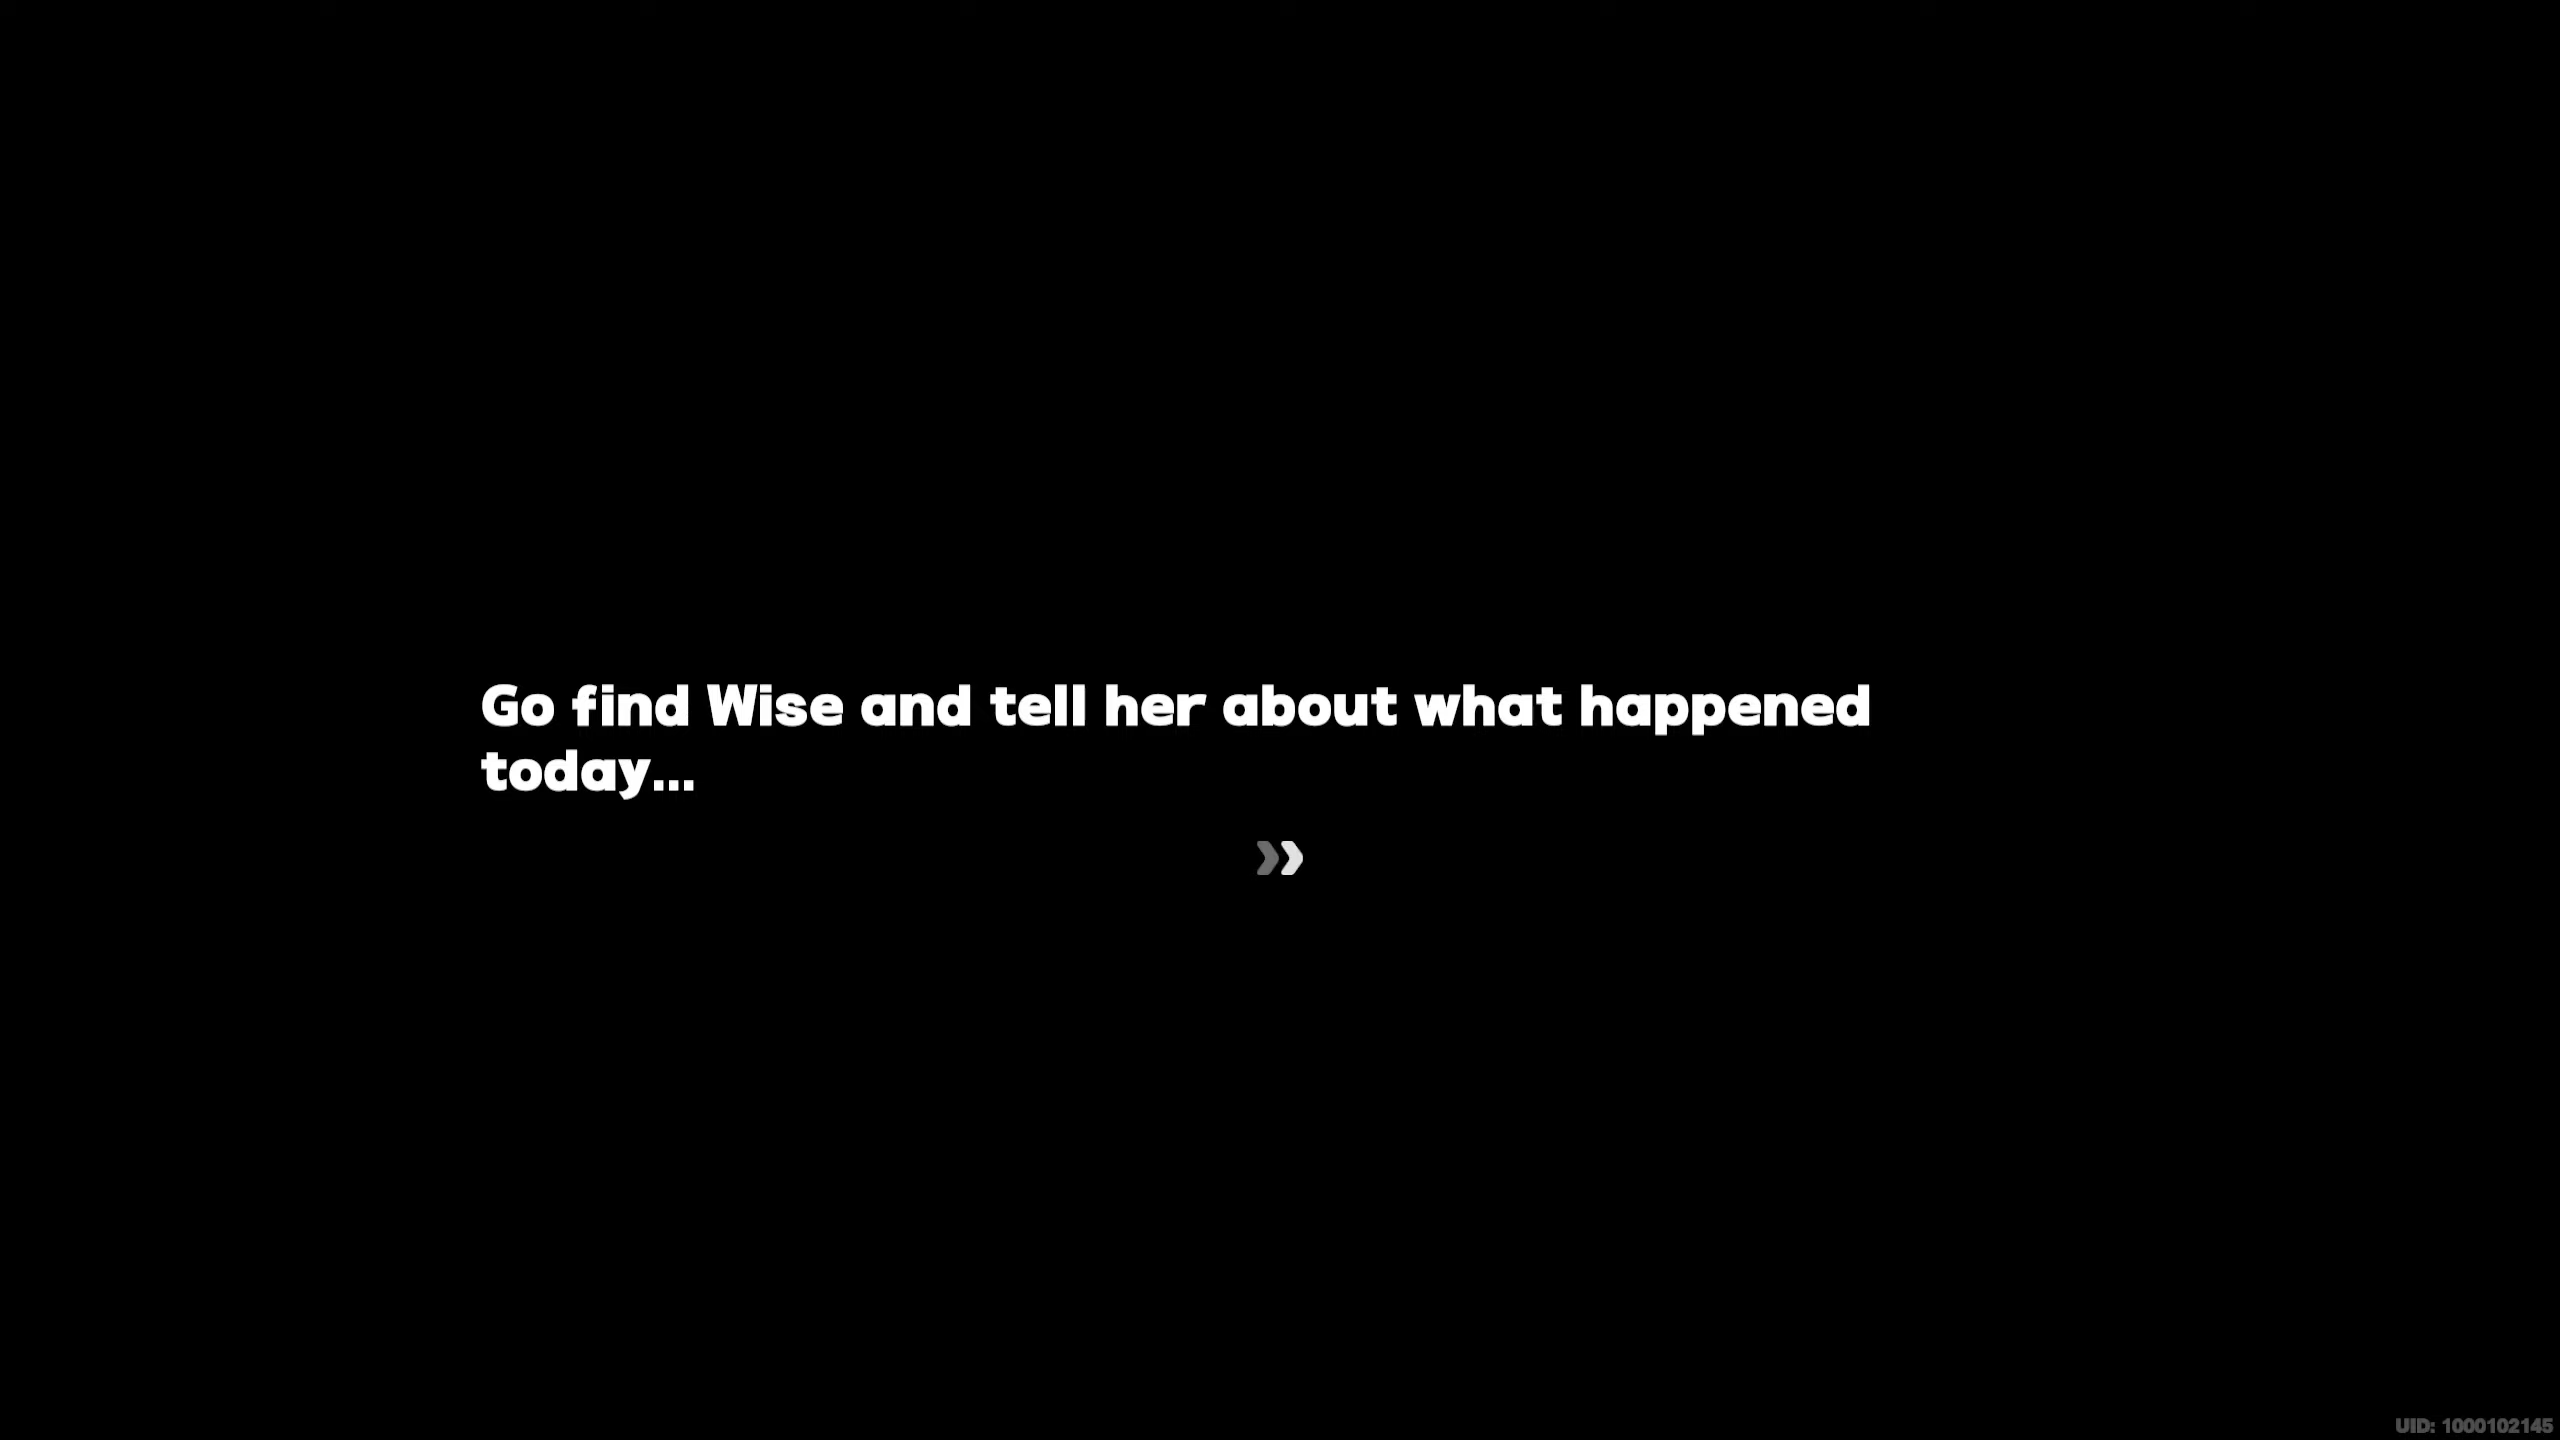 Go find Wise and tell her about what happened
today...
UID: 1000102145